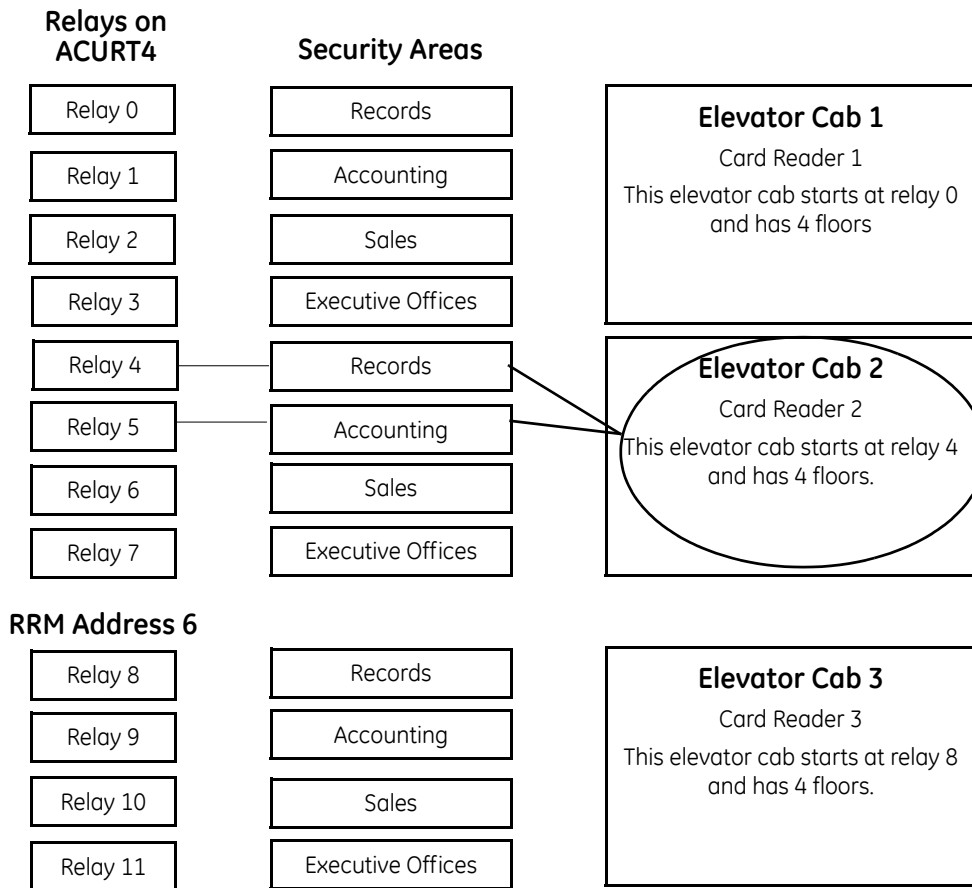 Relays on
ACURT4
Security Areas
Relay 0
Records
Relay 1
Accounting
Relay 2
Sales
Relay 3
Executive Offices
Elevator Cab 1
Card Reader 1
This elevator cab starts at relay 0
and has 4 floors
Relay 4
Records
Relay 5
Accounting
Relay 6
Sales
Relay 7
Executive Offices
Elevator Cab 2
Card Reader 2
This elevator cab starts at relay 4
and has 4 floors.
RRM Address 6
Relay 8
Records
Relay 9
Accounting
Relay 10
Sales
Relay 11
Executive Offices
Elevator Cab 3
Card Reader 3
This elevator cab starts at relay 8
and has 4 floors.